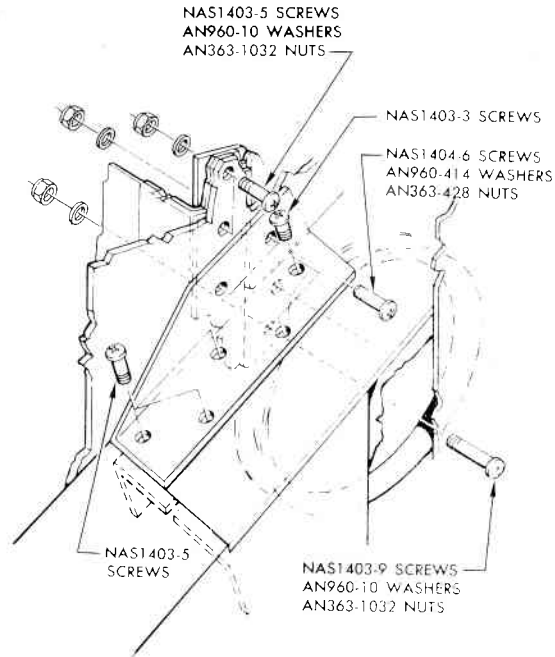 NAS1403-5 SCREWS
AN960-10 WASHERS
AN363-1032 NUTS
NAS1403-3 SCREWS
NAS1404-6 SCREWS
AN960-414 WASHERS
AN363-428 NUTS
NAS1403-5
SCREWS
NAS1403-9 SCREWS
AN960-10 WASHERS
AN363-1032 NUTS